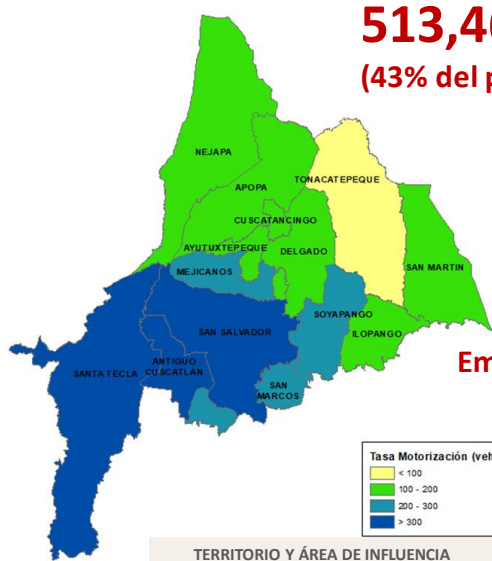 513,4
(43% del
NEJAPA
TONACATEPEQUE
APOPA
CUSCATANCINGO
AYUTUXTEPEQUE
DELGADO
MEJICANOS
SAN MARTIN
SOYAPANGO
SAN SALVADOR
ILOPANGO
ANTIGUO
CUSCATLAN
SANTA TECLA
SAN
MARCOS
Em
Tasa Motorización (veh
< 100
100 - 200
200 - 300
> 300
TERRITORIO Y ÁREA DE INFLUENCIA